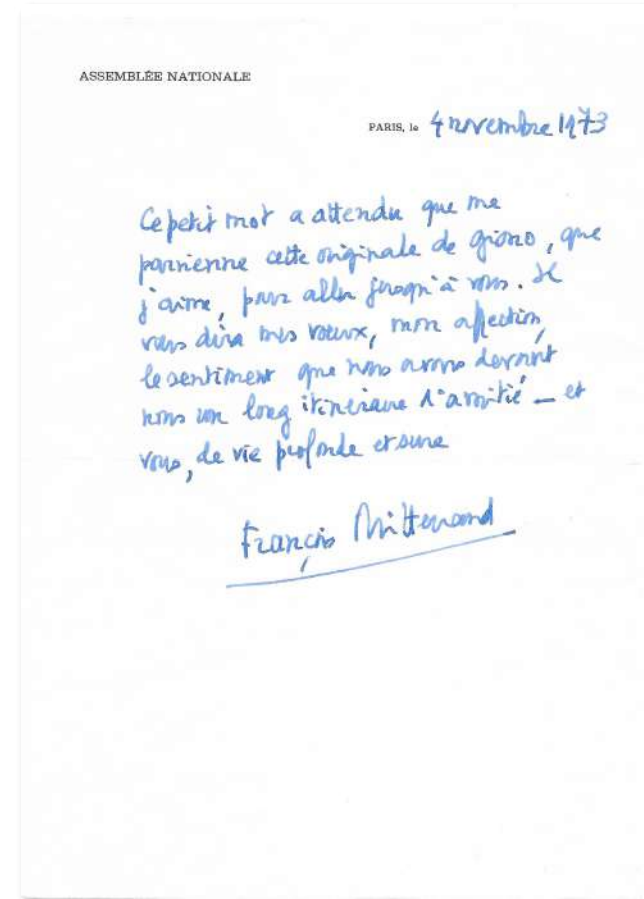 ASSEMBLÉE NATIONALE
PARIS, le 4 novembre 1973
Ce petit mot a attendu que me
parvienne cette originale de giono, que
j'aime, pour aller jusqu'à vous. Il
vous dira mes vœux, mon affection,
le sentiment que nous avons devant
nous un long itinéraire d'amitié — et
vous, de vie profonde et sure
François Mitterrand